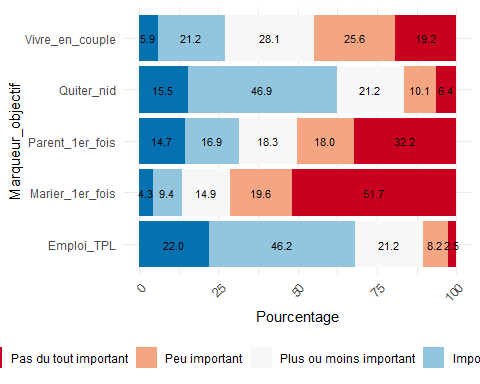 Marqueur_objectif
Vivre_en_couple 5.9 21.2 28.1 25.6 19.2
Quiter_nid 15.5 46.9 21.2 10.1 6.4
Parent_1er_fois 14.7 16.9 18.3 18.0 32.2
Marier_1er_fois 4.3 9.4 14.9 19.6 51.7
Emploi_TPL 22.0 46.2 21.2 8.2 2.5
0 25 50 75 100
Pourcentage
Pas du tout important Peu important Plus ou moins important Impo